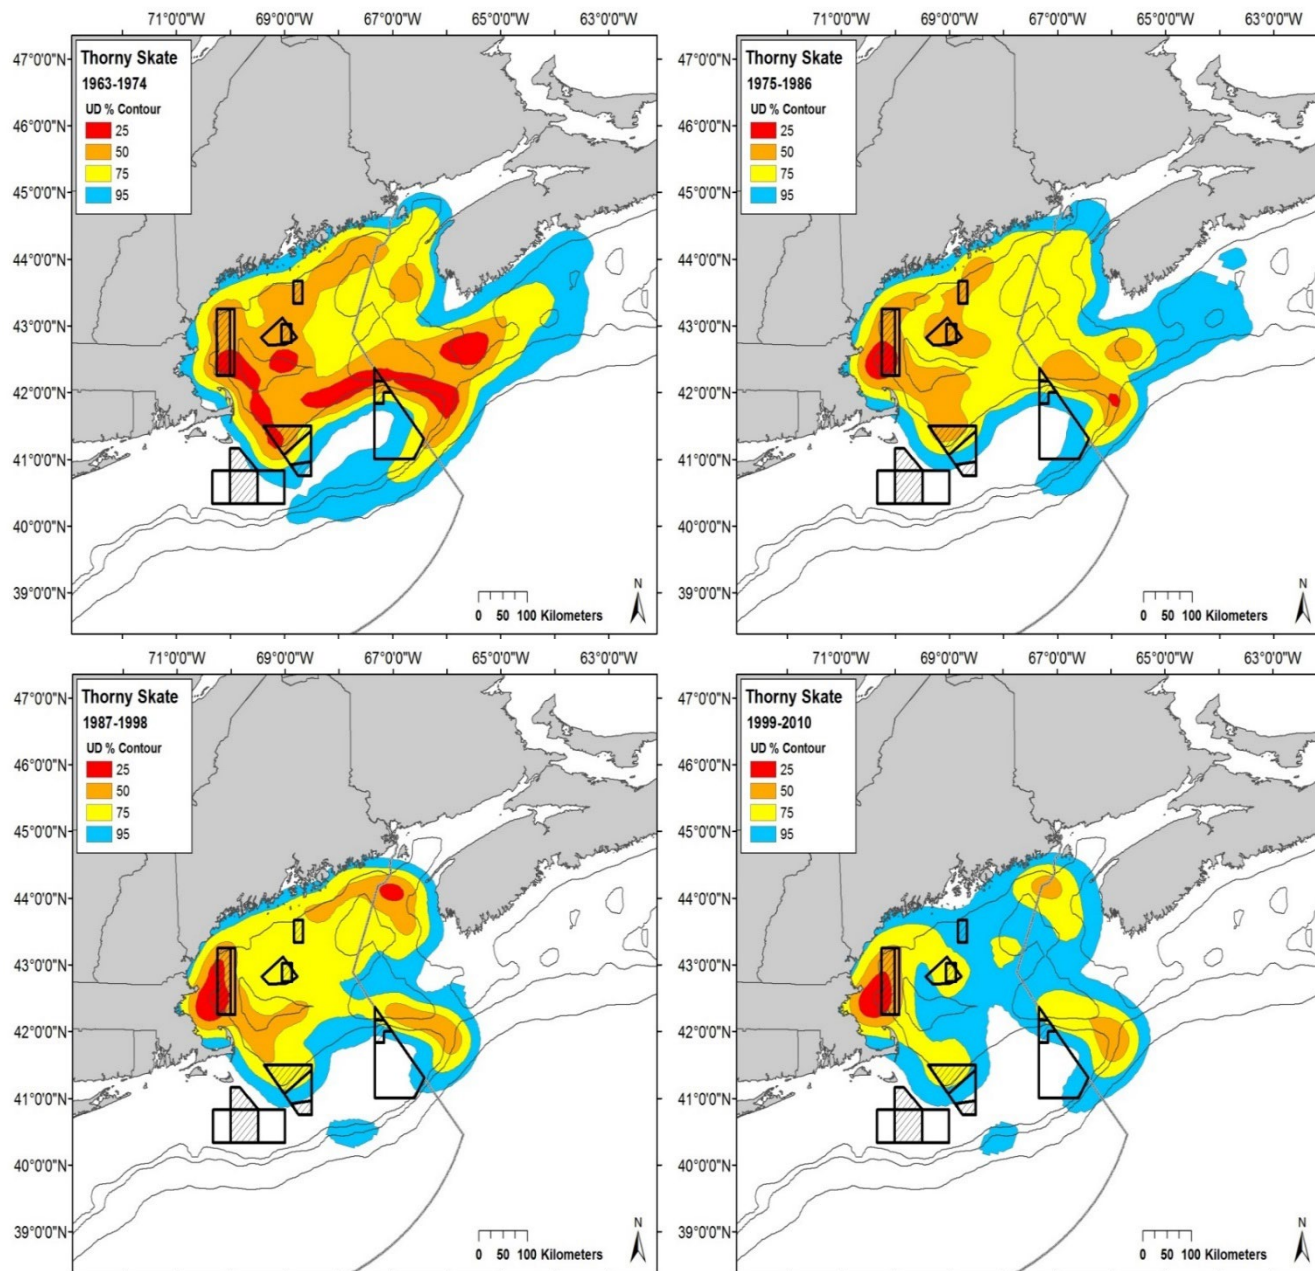 71°0'0"W 69°0'0"W 67°0'0"W 65°0'0"W 63°0'0"W
47°0'0"N
46°0'0"N
45°0'0"N
44°0'0"N
43°0'0"N
42°0'0"N
41°0'0"N
40°0'0"N
39°0'0"N
Thorny Skate
1963-1974
UD % Contour
25
50
75
95
N
0 50 100 Kilometers
71°0'0"W 69°0'0"W 67°0'0"W 65°0'0"W 63°0'0"W
47°0'0"N
46°0'0"N
45°0'0"N
44°0'0"N
43°0'0"N
42°0'0"N
41°0'0"N
40°0'0"N
39°0'0"N
Thorny Skate
1975-1986
UD % Contour
25
50
75
95
N
0 50 100 Kilometers
71°0'0"W 69°0'0"W 67°0'0"W 65°0'0"W 63°0'0"W
47°0'0"N
46°0'0"N
45°0'0"N
44°0'0"N
43°0'0"N
42°0'0"N
41°0'0"N
40°0'0"N
39°0'0"N
Thorny Skate
1987-1998
UD % Contour
25
50
75
95
N
0 50 100 Kilometers
71°0'0"W 69°0'0"W 67°0'0"W 65°0'0"W 63°0'0"W
47°0'0"N
46°0'0"N
45°0'0"N
44°0'0"N
43°0'0"N
42°0'0"N
41°0'0"N
40°0'0"N
39°0'0"N
Thorny Skate
1999-2010
UD % Contour
25
50
75
95
N
0 50 100 Kilometers